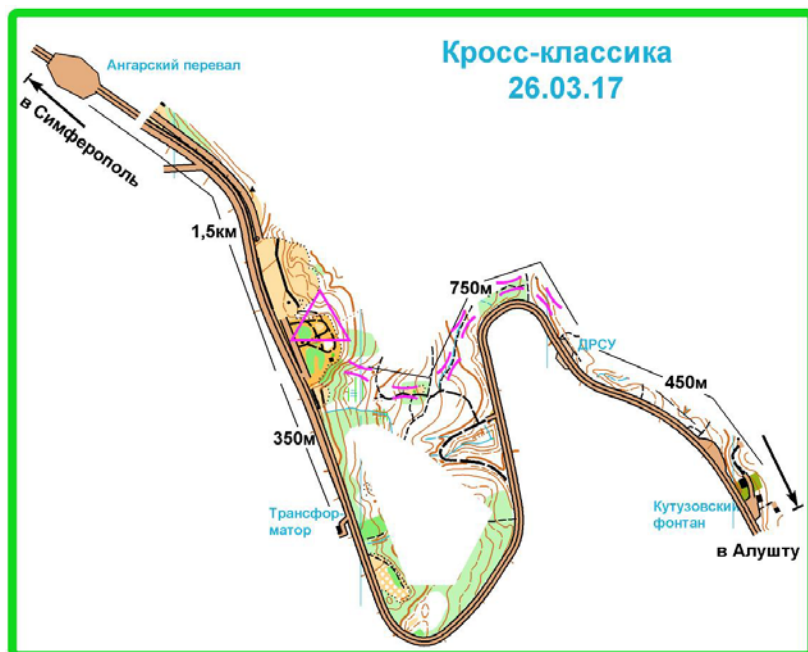 Кросс-классика
26.03.17
Ангарский перевал
в Симферополь
1,5км
750м
ДРСУ
450м
350м
Трансфор-
матор
Кутузовский
фонтан
в Алушту